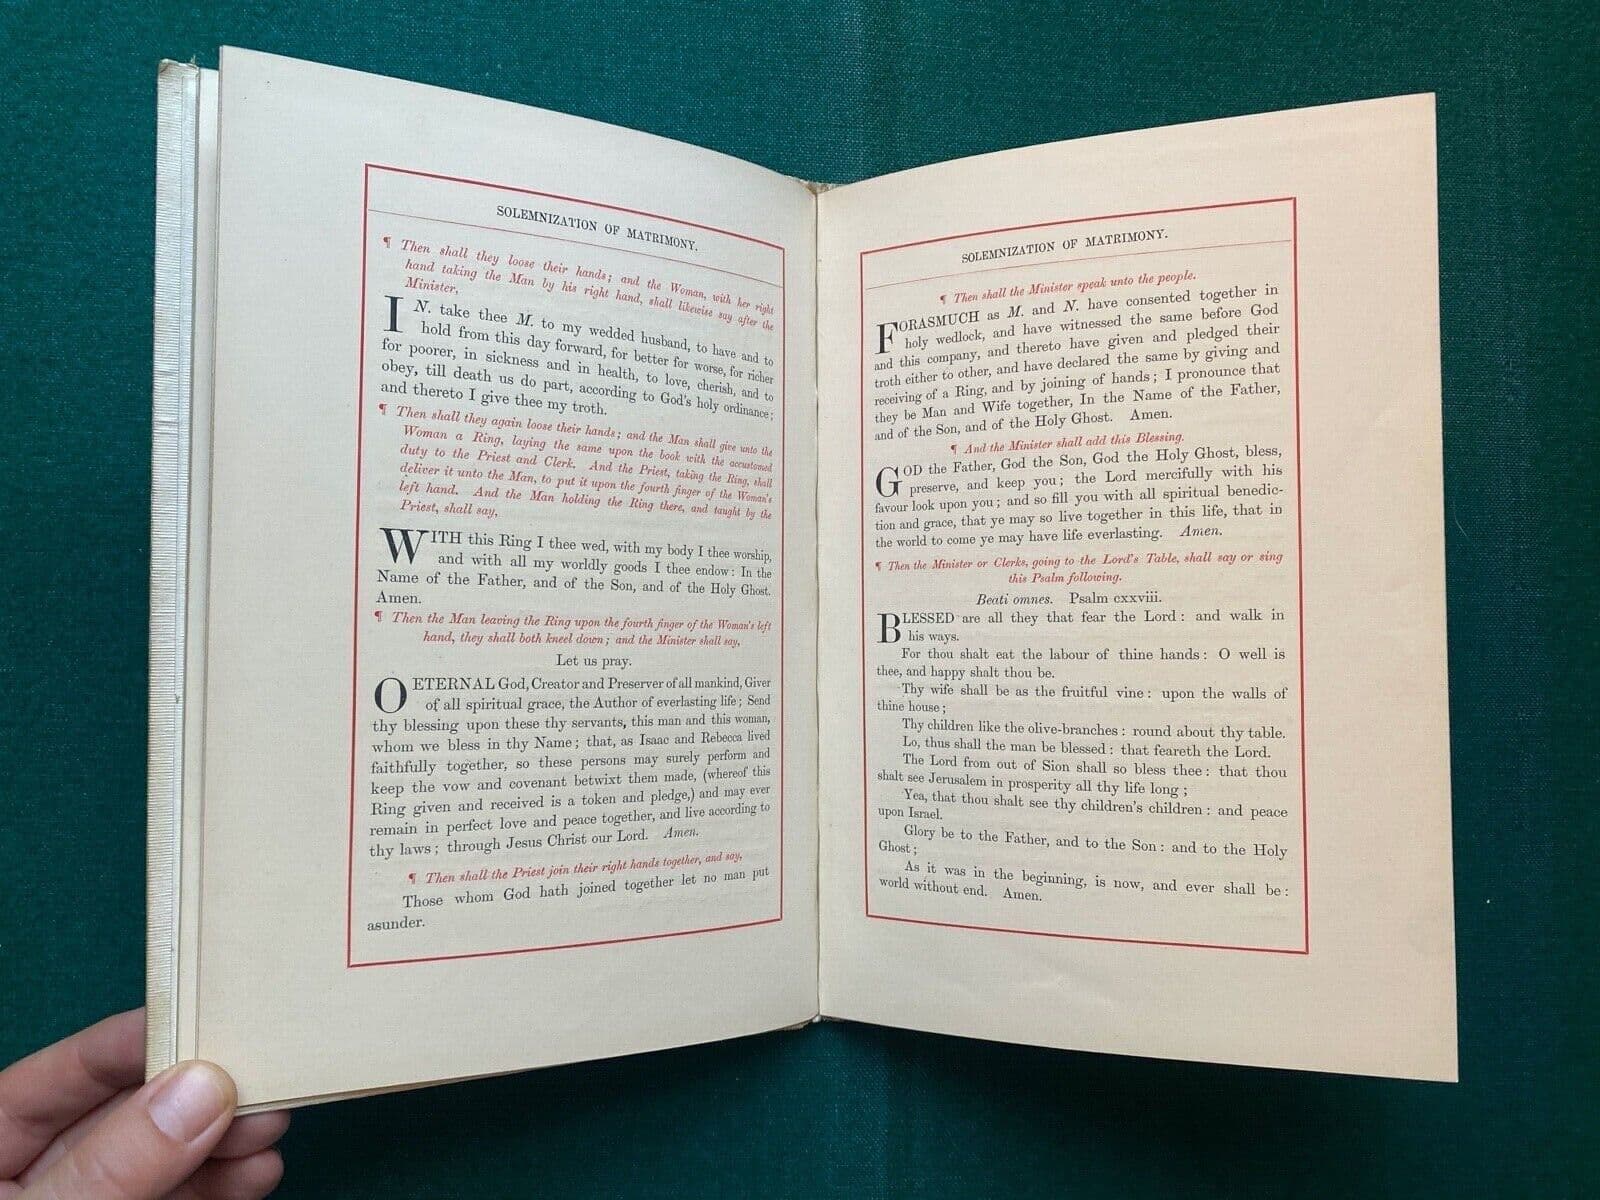 SOLEMNIZATION OF MATRIMONY.
¶ Then shall they loose their hands; and the Woman, with her right
hand taking the Man by his right hand, shall likewise say after the
Minister,
I N. take thee M. to my wedded husband, to have and to
hold from this day forward, for better for worse, for richer
for poorer, in sickness and in health, to love, cherish, and to
obey, till death us do part, according to God's holy ordinance;
and thereto I give thee my troth.
¶ Then shall they again loose their hands; and the Man shall give unto the
Woman a Ring, laying the same upon the book with the accustomed
duty to the Priest and Clerk. And the Priest, taking the Ring, shall
deliver it unto the Man, to put it upon the fourth finger of the Woman's
left hand. And the Man holding the Ring there, and taught by the
Priest, shall say,
WITH this Ring I thee wed, with my body I thee worship,
and with all my worldly goods I thee endow: In the
Name of the Father, and of the Son, and of the Holy Ghost.
Amen.
¶ Then the Man leaving the Ring upon the fourth finger of the Woman's left
hand, they shall both kneel down; and the Minister shall say,
Let us pray.
O ETERNAL God, Creator and Preserver of all mankind, Giver
of all spiritual grace, the Author of everlasting life; Send
thy blessing upon these thy servants, this man and this woman,
whom we bless in thy Name; that, as Isaac and Rebecca lived
faithfully together, so these persons may surely perform and
keep the vow and covenant betwixt them made, (whereof this
Ring given and received is a token and pledge,) and may ever
remain in perfect love and peace together, and live according to
thy laws; through Jesus Christ our Lord. Amen.
¶ Then shall the Priest join their right hands together, and say,
Those whom God hath joined together let no man put
asunder.
SOLEMNIZATION OF MATRIMONY.
¶ Then shall the Minister speak unto the people.
FORASMUCH as M. and N. have consented together in
holy wedlock, and have witnessed the same before God
and this company, and thereto have given and pledged their
troth either to other, and have declared the same by giving and
receiving of a Ring, and by joining of hands; I pronounce that
they be Man and Wife together, In the Name of the Father,
and of the Son, and of the Holy Ghost. Amen.
¶ And the Minister shall add this Blessing.
GOD the Father, God the Son, God the Holy Ghost, bless,
preserve, and keep you; the Lord mercifully with his
favour look upon you; and so fill you with all spiritual benedic-
tion and grace, that ye may so live together in this life, that in
the world to come ye may have life everlasting. Amen.
¶ Then the Minister or Clerks, going to the Lord's Table, shall say or sing
this Psalm following.
Beati omnes. Psalm cxxviii.
BLESSED are all they that fear the Lord: and walk in
his ways.
For thou shalt eat the labour of thine hands: O well is
thee, and happy shalt thou be.
Thy wife shall be as the fruitful vine: upon the walls of
thine house;
Thy children like the olive-branches: round about thy table.
Lo, thus shall the man be blessed: that feareth the Lord.
The Lord from out of Sion shall so bless thee: that thou
shalt see Jerusalem in prosperity all thy life long;
Yea, that thou shalt see thy children's children: and peace
upon Israel.
Glory be to the Father, and to the Son: and to the Holy
Ghost;
As it was in the beginning, is now, and ever shall be:
world without end. Amen.